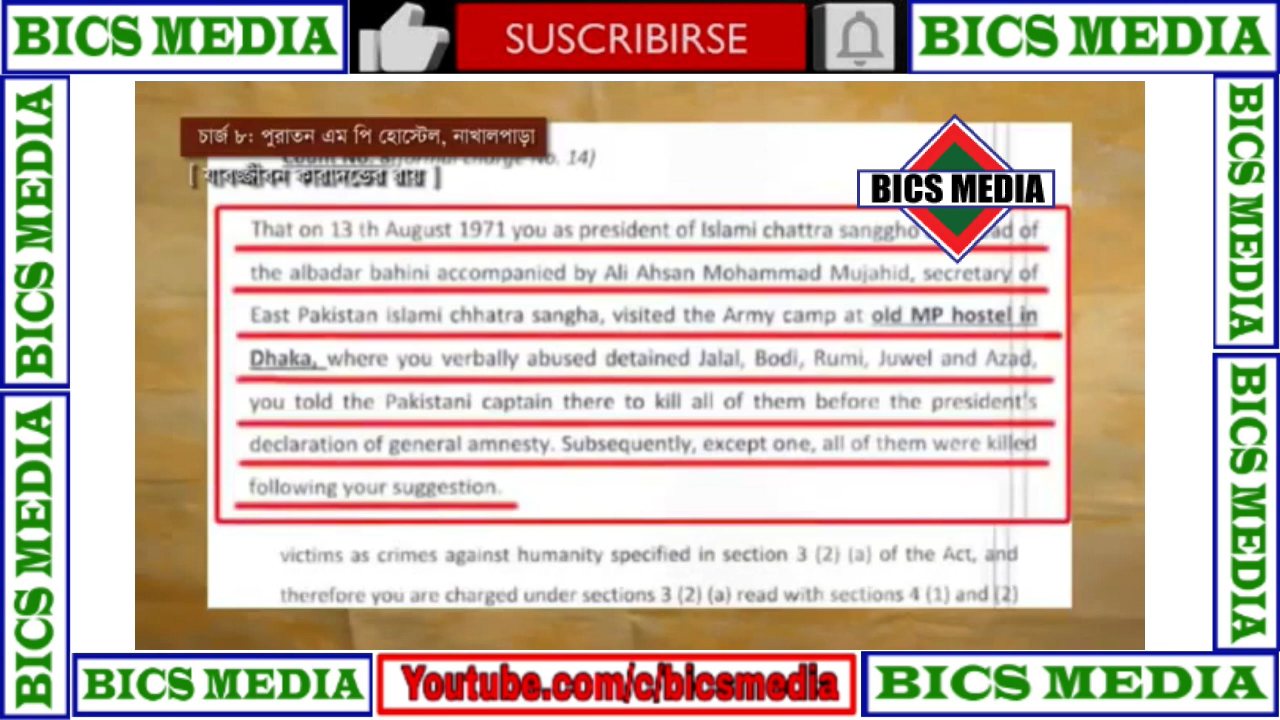 BICS MEDIA
SUSCRIBIRSE
BICS MEDIA
BICS MEDIA
BICS MEDIA
BICS MEDIA
BICS MEDIA
চার্জ ৮: পুরাতন এম পি হোস্টেল, নাখালপাড়া
No. 14)
[ যাবজ্জীবন কারাদন্ডের রায় ]
BICS MEDIA
That on 13 th August 1971 you as president of Islami chattra sanggho of
the albadar bahini accompanied by Ali Ahsan Mohammad Mujahid, secretary of
East Pakistan islami chhatra sangha, visited the Army camp at old MP hostel in
Dhaka, where you verbally abused detained Jalal, Bodi, Rumi, Juwel and Azad,
you told the Pakistani captain there to kill all of them before the president's
declaration of general amnesty. Subsequently, except one, all of them were killed
following your suggestion.
victims as crimes against humanity specified in section 3 (2) (a) of the Act, and
therefore you are charged under sections 3 (2) (a) read with sections 4 (1) and (2)
BICS MEDIA
Youtube.com/c/bicsmedia
BICS MEDIA